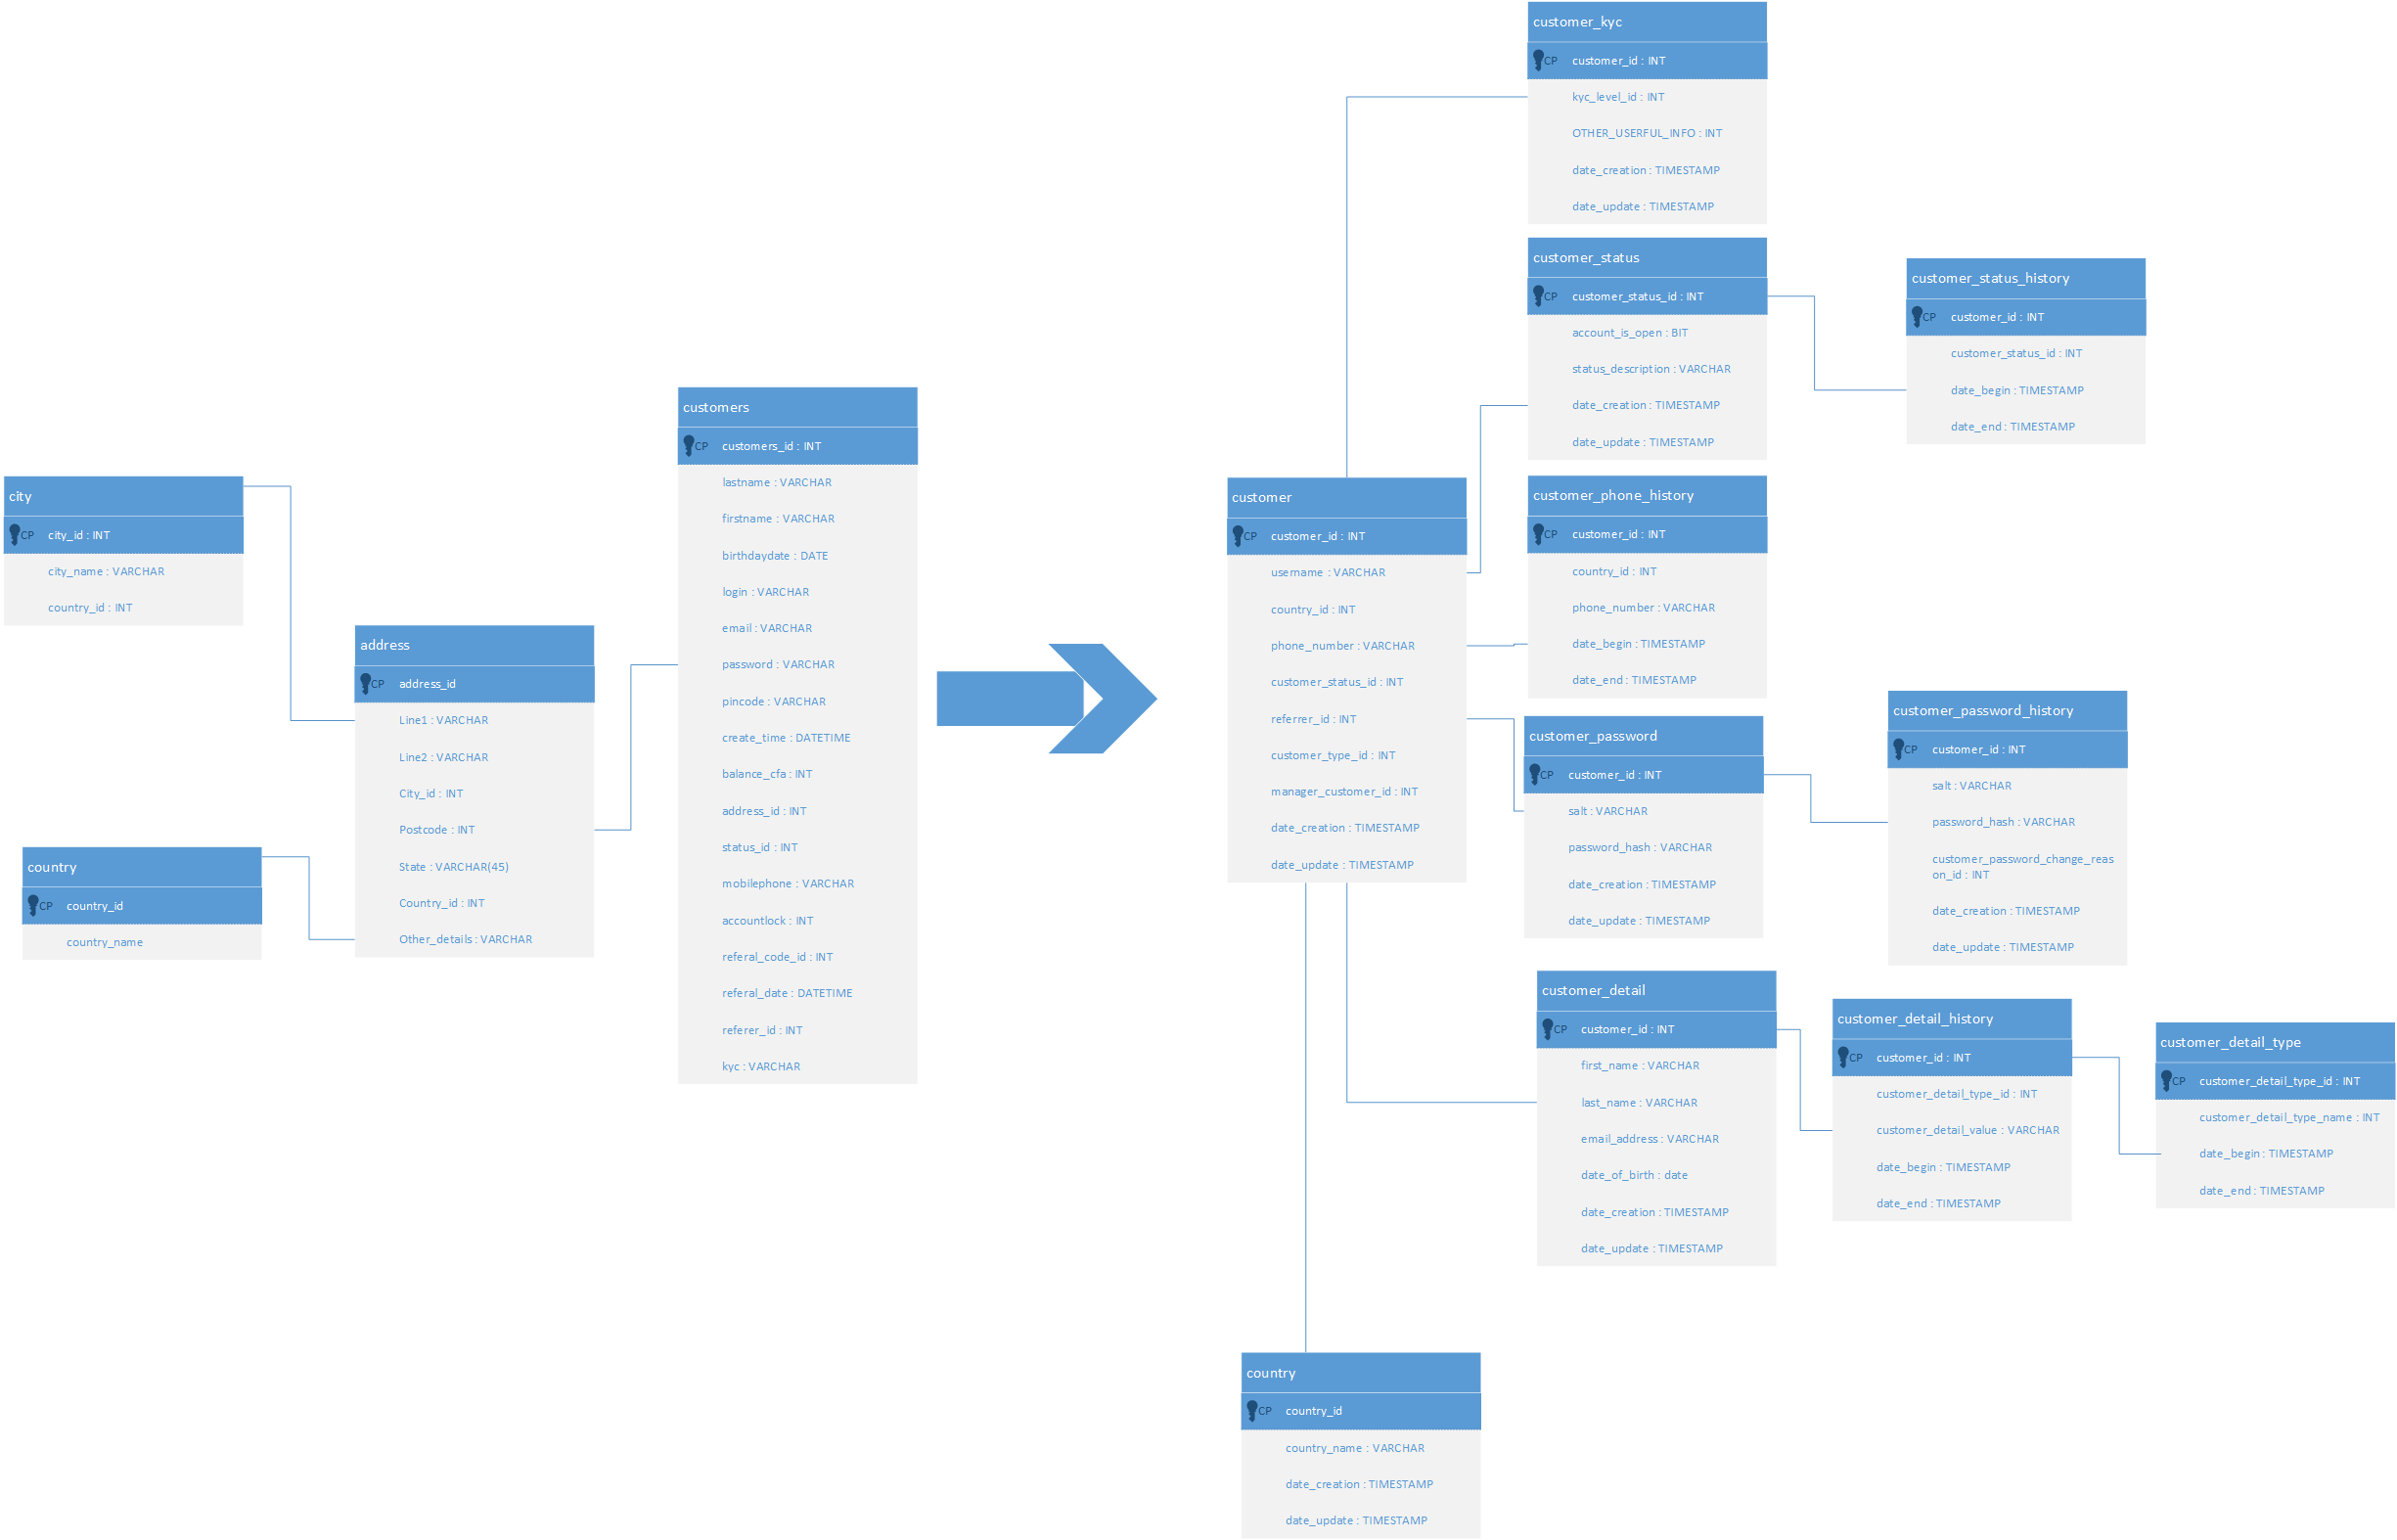 city
CP city_id : INT
city_name : VARCHAR
country_id : INT
country
CP country_id
country_name
address
CP address_id
Line1 : VARCHAR
Line2 : VARCHAR
City_id : INT
Postcode : INT
State : VARCHAR(45)
Country_id : INT
Other_details : VARCHAR
customers
CP customers_id : INT
lastname : VARCHAR
firstname : VARCHAR
birthdaydate : DATE
login : VARCHAR
email : VARCHAR
password : VARCHAR
pincode : VARCHAR
create_time : DATETIME
balance_cfa : INT
address_id : INT
status_id : INT
mobilephone : VARCHAR
accountlock : INT
referal_code_id : INT
referal_date : DATETIME
referer_id : INT
kyc : VARCHAR
customer
CP customer_id : INT
username : VARCHAR
country_id : INT
phone_number : VARCHAR
customer_status_id : INT
referrer_id : INT
customer_type_id : INT
manager_customer_id : INT
date_creation : TIMESTAMP
date_update : TIMESTAMP
country
CP country_id
country_name : VARCHAR
date_creation : TIMESTAMP
date_update : TIMESTAMP
customer_kyc
CP customer_id : INT
kyc_level_id : INT
OTHER_USERFUL_INFO : INT
date_creation : TIMESTAMP
date_update : TIMESTAMP
customer_status
CP customer_status_id : INT
account_is_open : BIT
status_description : VARCHAR
date_creation : TIMESTAMP
date_update : TIMESTAMP
customer_status_history
CP customer_id : INT
customer_status_id : INT
date_begin : TIMESTAMP
date_end : TIMESTAMP
customer_phone_history
CP customer_id : INT
country_id : INT
phone_number : VARCHAR
date_begin : TIMESTAMP
date_end : TIMESTAMP
customer_password
CP customer_id : INT
salt : VARCHAR
password_hash : VARCHAR
date_creation : TIMESTAMP
date_update : TIMESTAMP
customer_password_history
CP customer_id : INT
salt : VARCHAR
password_hash : VARCHAR
customer_password_change_reas
on_id : INT
date_creation : TIMESTAMP
date_update : TIMESTAMP
customer_detail
CP customer_id : INT
first_name : VARCHAR
last_name : VARCHAR
email_address : VARCHAR
date_of_birth : date
date_creation : TIMESTAMP
date_update : TIMESTAMP
customer_detail_history
CP customer_id : INT
customer_detail_type_id : INT
customer_detail_value : VARCHAR
date_begin : TIMESTAMP
date_end : TIMESTAMP
customer_detail_type
CP customer_detail_type_id : INT
customer_detail_type_name : INT
date_begin : TIMESTAMP
date_end : TIMESTAMP